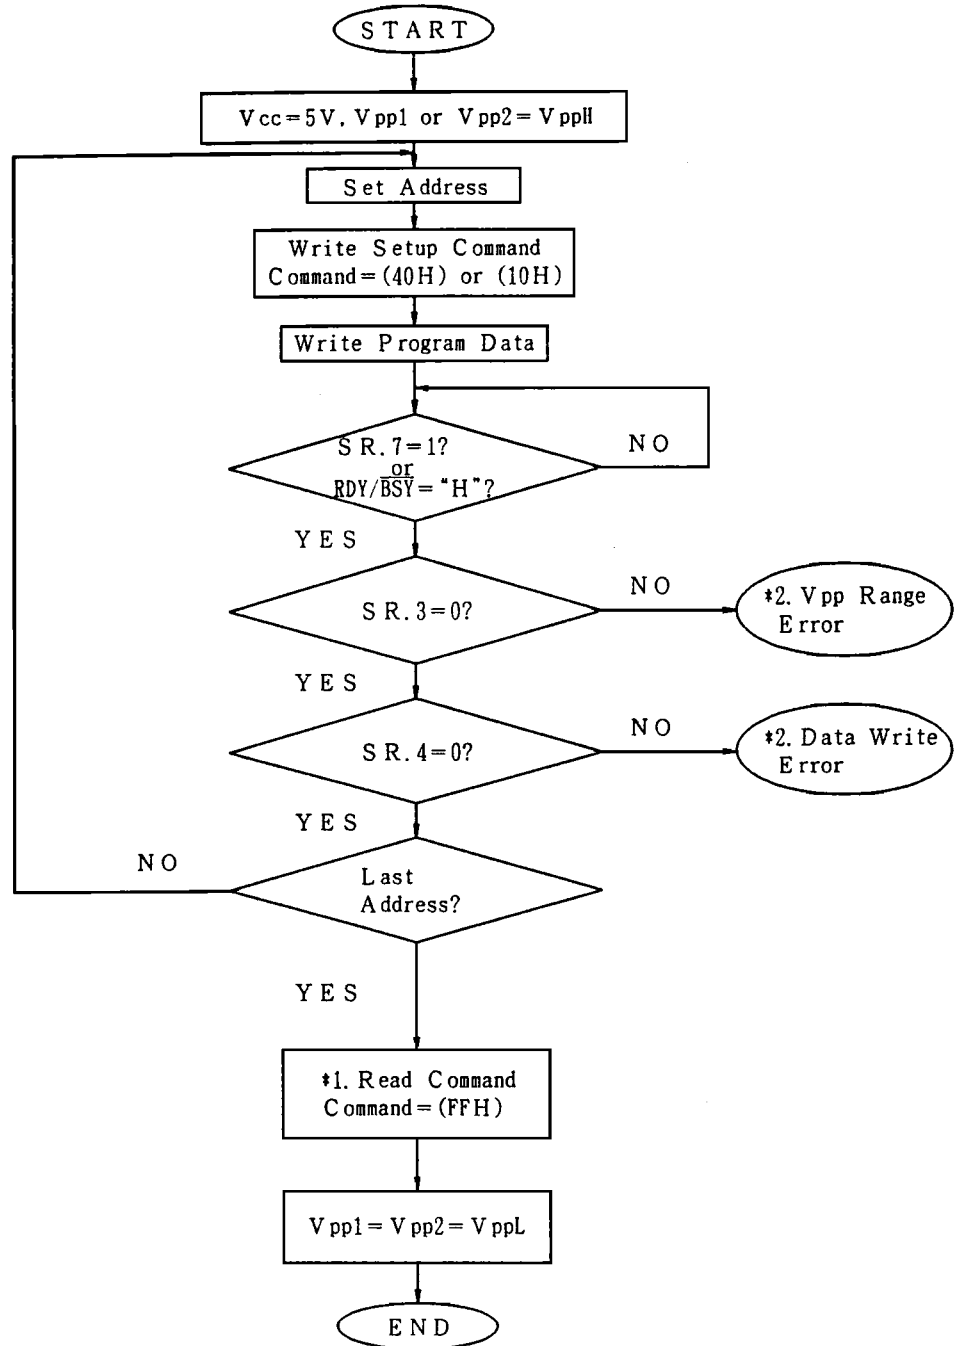 START
Vcc=5V, Vpp1 or Vpp2=VppH
Set Address
Write Setup Command
Command=(40H) or (10H)
Write Program Data
SR.7=1?
or
RDY/B̅S̅Y̅="H"?
NO
YES
SR.3=0?
NO
*2. Vpp Range
Error
YES
SR.4=0?
NO
*2. Data Write
Error
YES
NO
Last
Address?
YES
*1. Read Command
Command=(FFH)
Vpp1=Vpp2=VppL
END